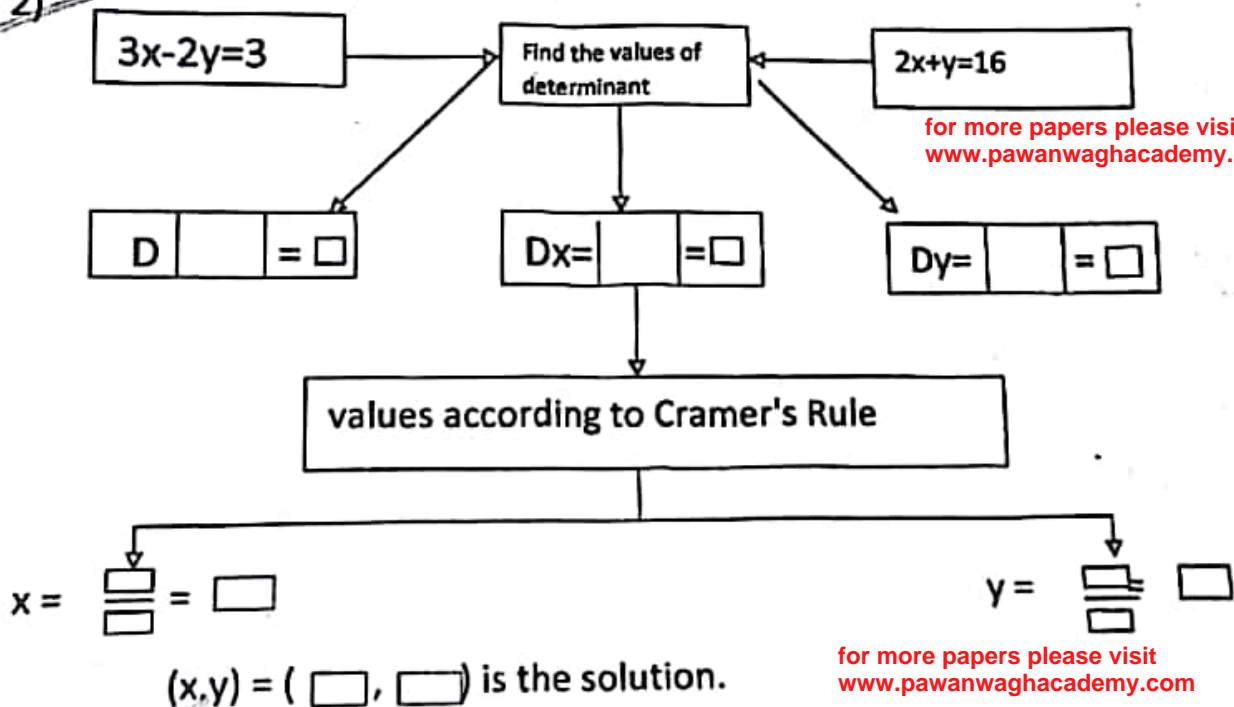 2)
3x-2y=3
Find the values of
determinant
2x+y=16
for more papers please visi
www.pawanwaghacademy.
D = □
Dx= =□
Dy= = □
values according to Cramer's Rule
x = □/□ = □
y = □/□= □
(x,y) = ( □, □) is the solution.
for more papers please visit
www.pawanwaghacademy.com